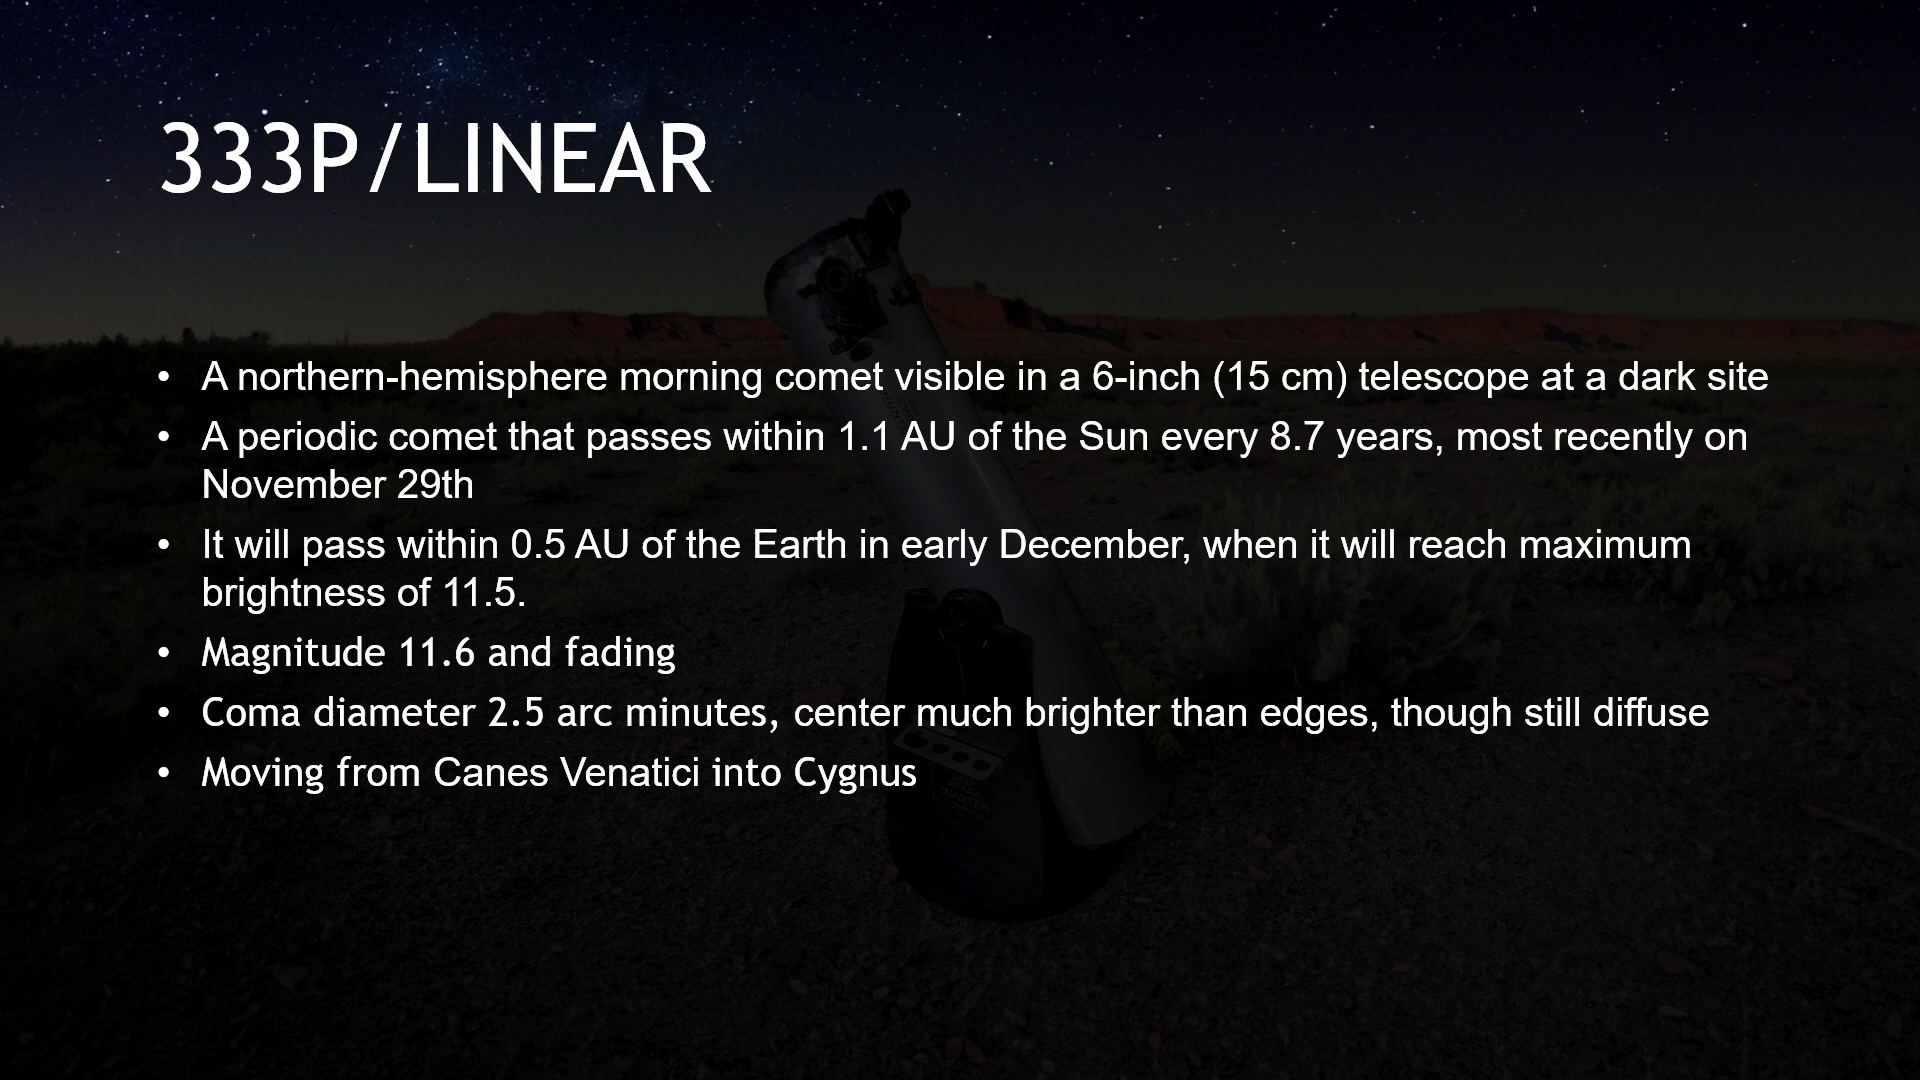 333P/LINEAR
• A northern-hemisphere morning comet visible in a 6-inch (15 cm) telescope at a dark site
• A periodic comet that passes within 1.1 AU of the Sun every 8.7 years, most recently on
November 29th
• It will pass within 0.5 AU of the Earth in early December, when it will reach maximum
brightness of 11.5.
• Magnitude 11.6 and fading
• Coma diameter 2.5 arc minutes, center much brighter than edges, though still diffuse
• Moving from Canes Venatici into Cygnus